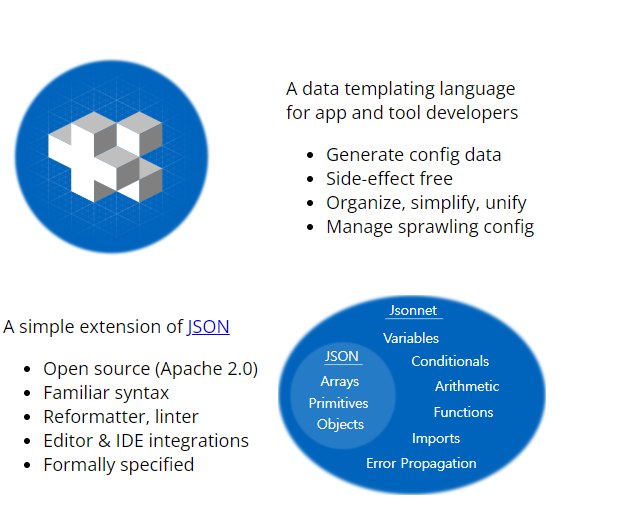 A data templating language
for app and tool developers
Generate config data
Side-effect free
Organize, simplify, unify
Manage sprawling config
A simple extension of JSON
Open source (Apache 2.0)
Familiar syntax
Reformatter, linter
Editor & IDE integrations
Formally specified
Jsonnet
Variables
JSON
Conditionals
Arrays
Arithmetic
Primitives
Functions
Objects
Imports
Error Propagation